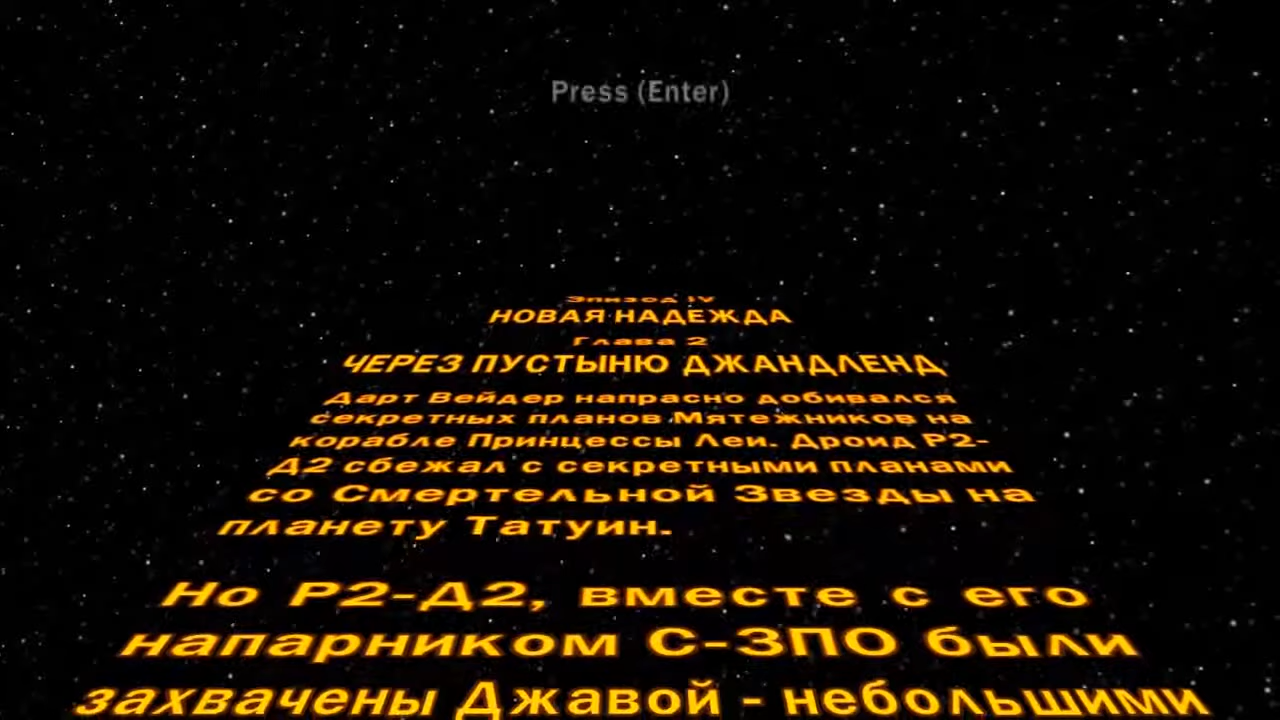 Press (Enter)
Эпизод IV
НОВАЯ НАДЕЖДА
Глава 2
ЧЕРЕЗ ПУСТЫНЮ ДЖАНДЛЕНД
Дарт Вейдер напрасно добивался
секретных планов Мятежников на
корабле Принцессы Леи. Дроид Р2-
Д2 сбежал с секретными планами
со Смертельной Звезды на
планету Татуин.
Но Р2-Д2, вместе с его
напарником С-3ПО были
захвачены Джавой - небольшими